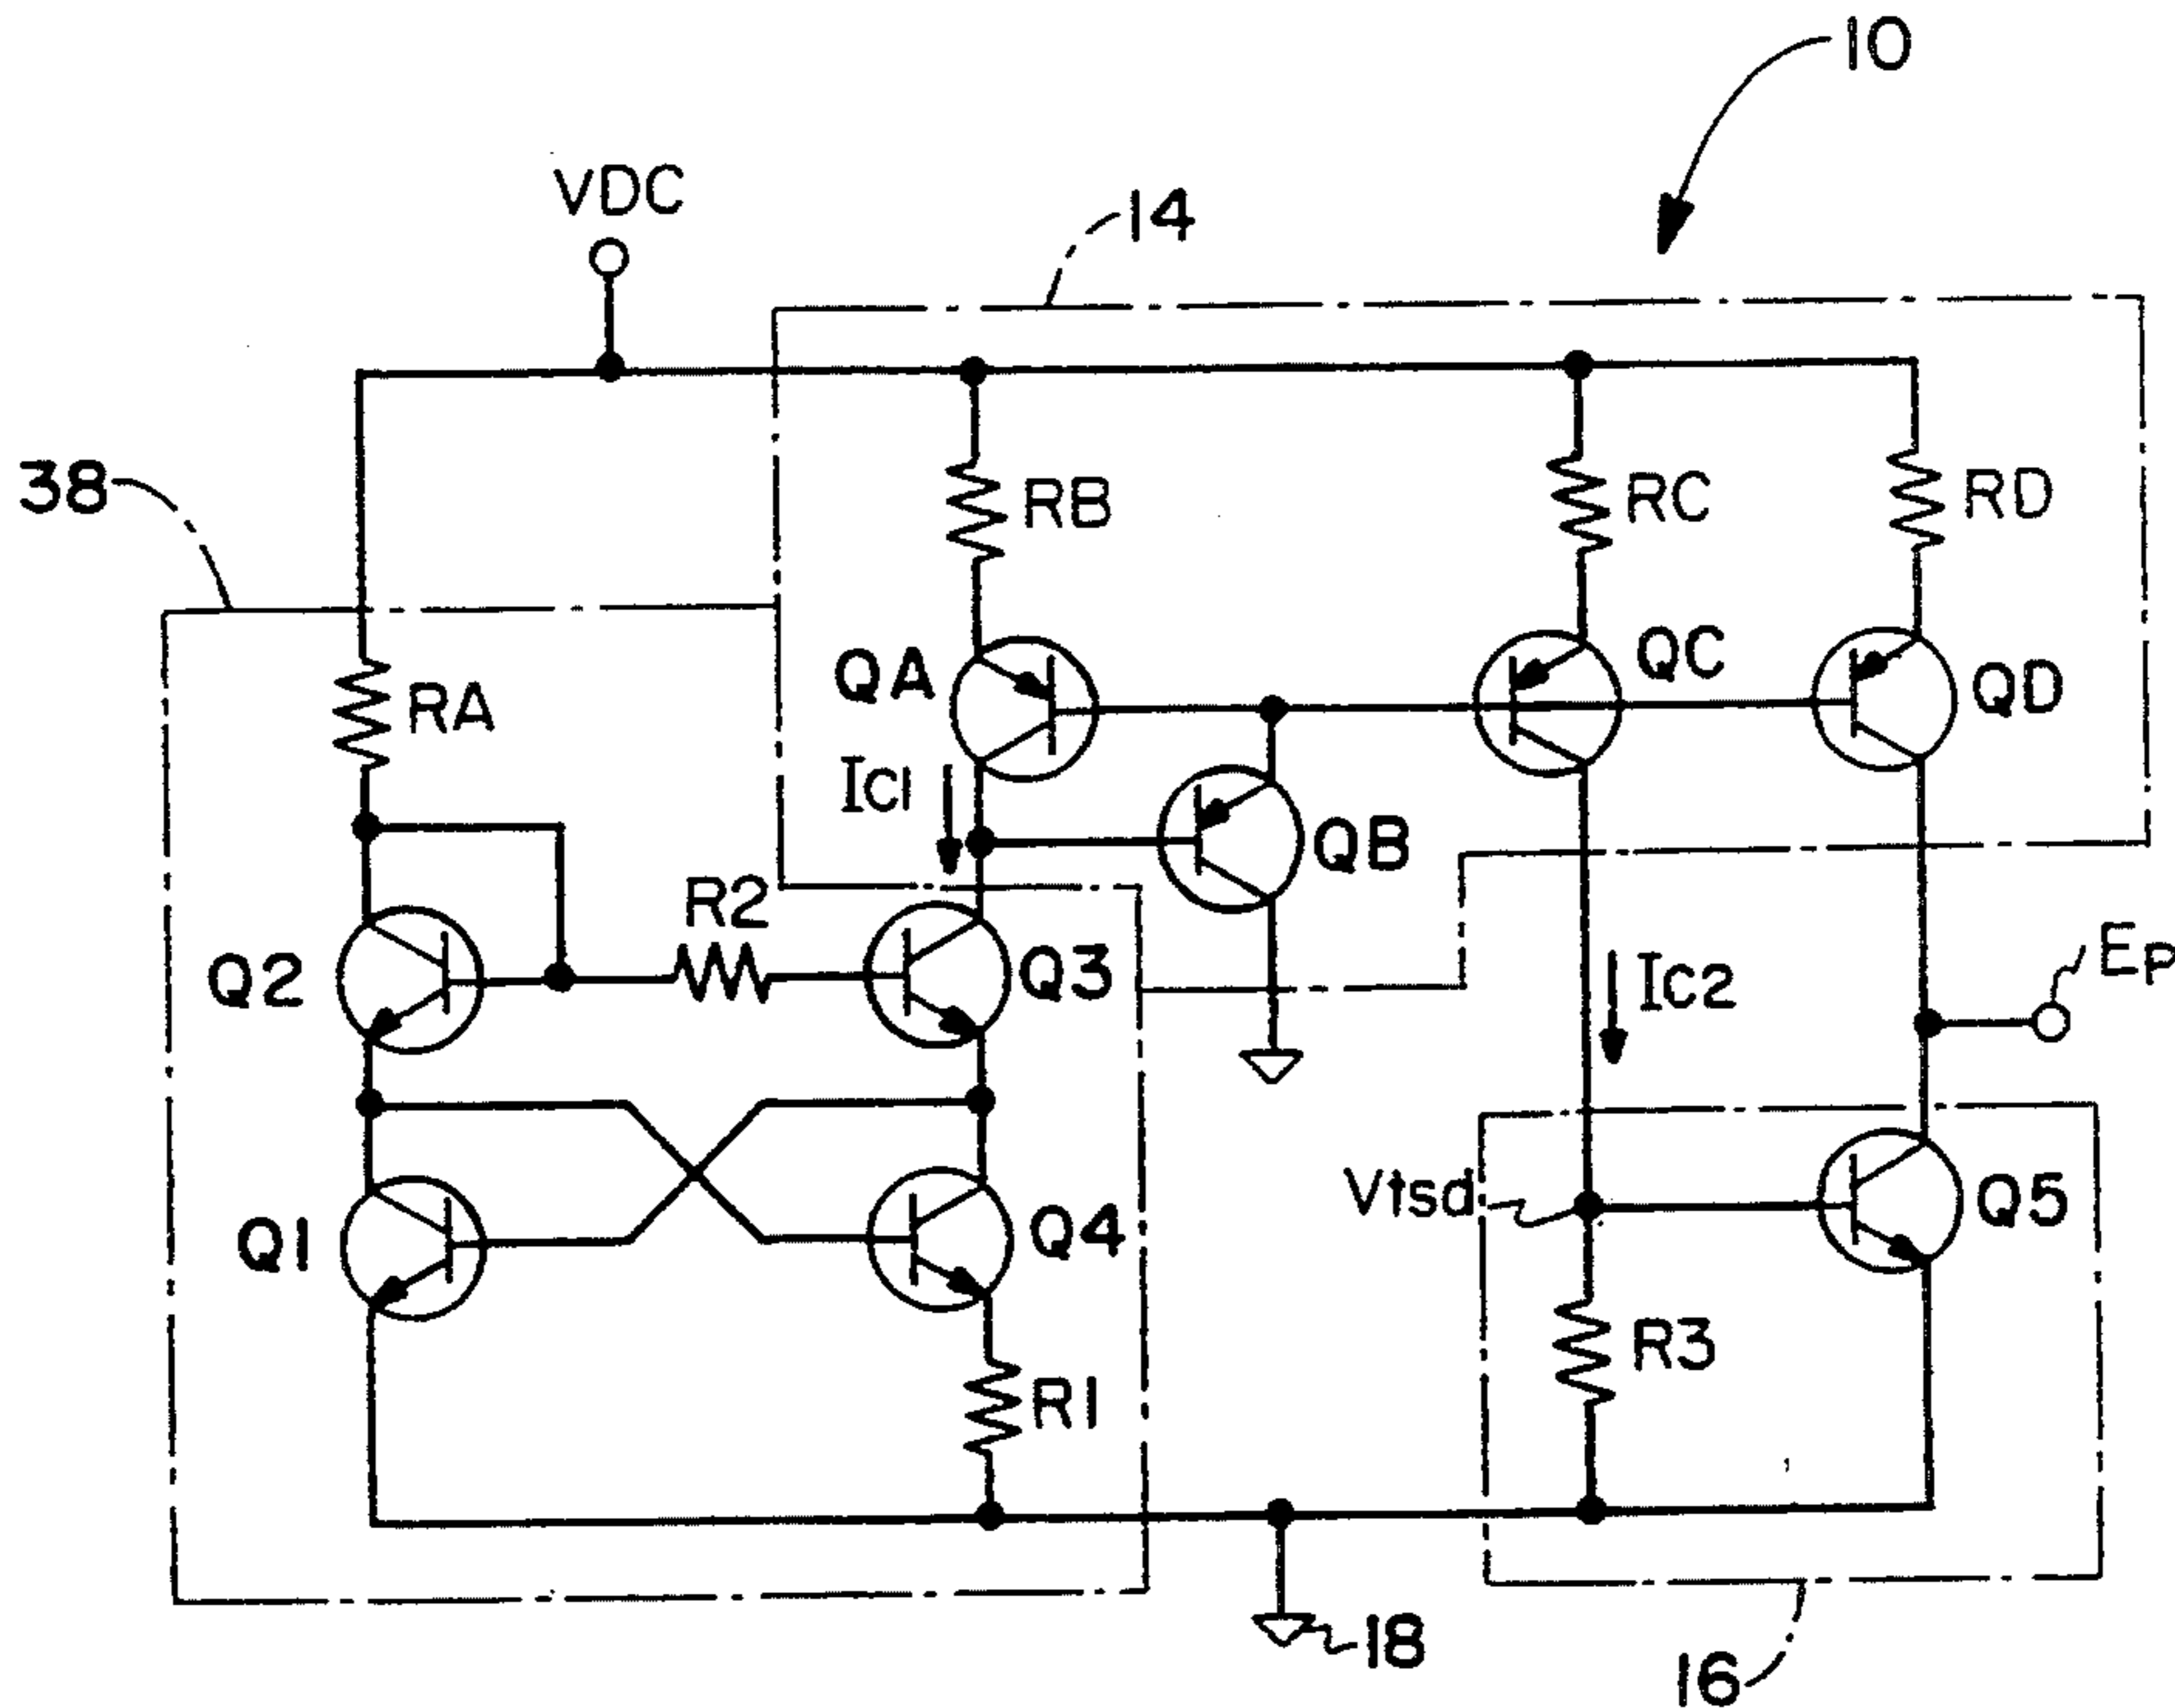 10
VDC
14
38
RB
RC
RD
RA
QA
QC
QD
IC1
QB
R2
Q2
Q3
IC2
EP
Vtsd
Q1
Q4
Q5
R3
R1
18
16